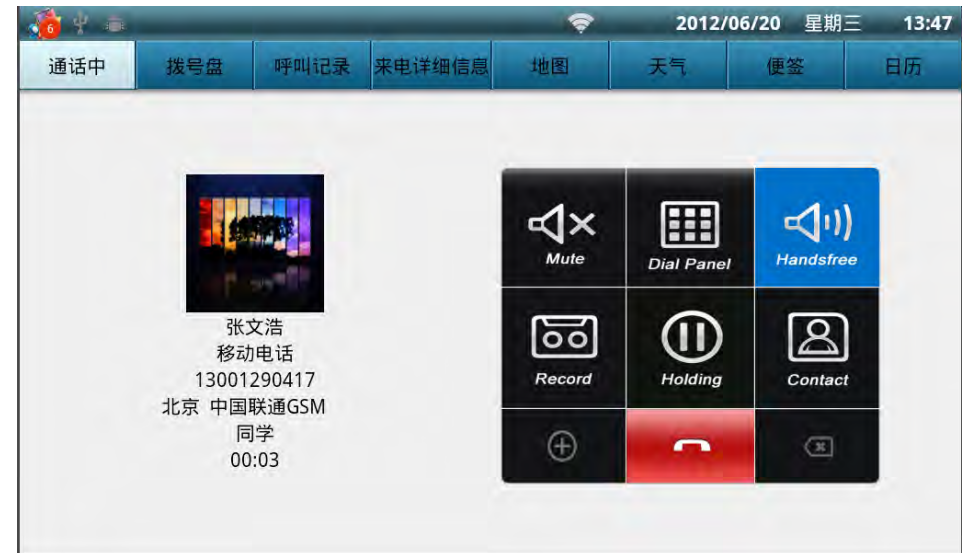 6 2012/06/20 星期三 13:47
通话中 拨号盘 呼叫记录 来电详细信息 地图 天气 便签 日历
张文浩
移动电话
13001290417
北京 中国联通GSM
同学
00:03
Mute Dial Panel Handsfree
Record Holding Contact